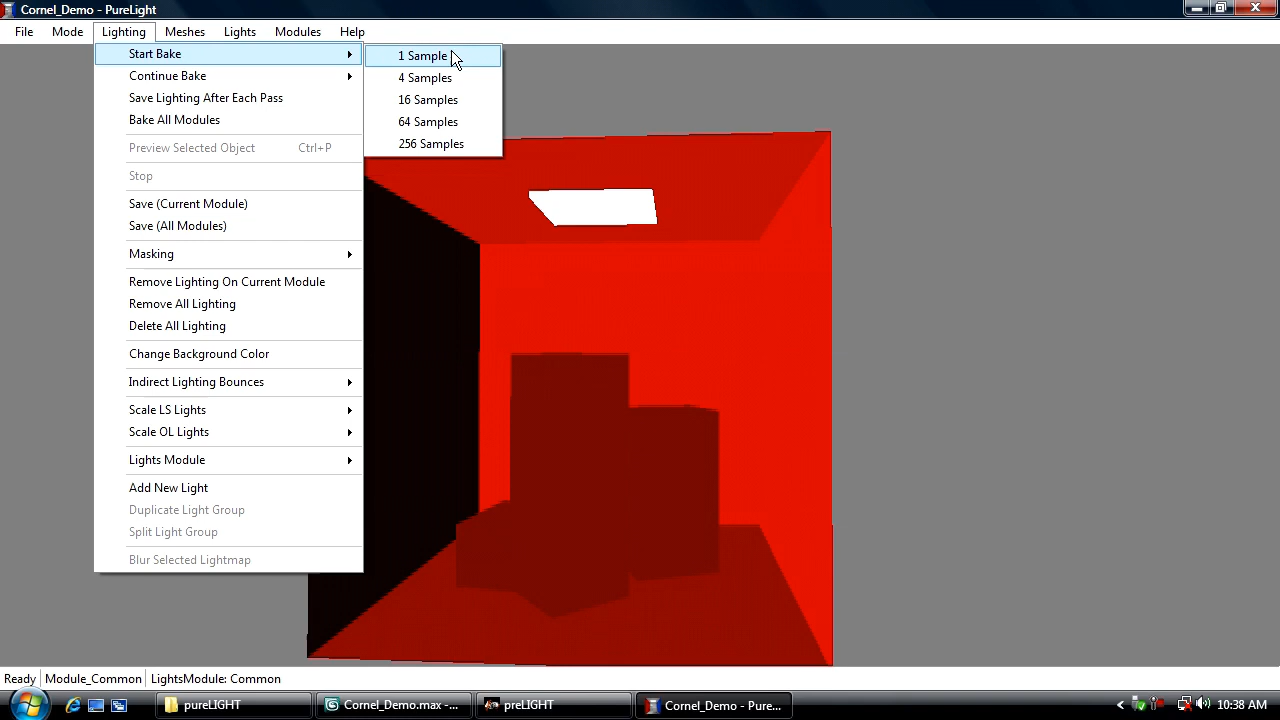 Cornel_Demo - PureLight
File Mode Lighting Meshes Lights Modules Help
Start Bake
Continue Bake
Save Lighting After Each Pass
Bake All Modules
Preview Selected Object Ctrl+P
Stop
Save (Current Module)
Save (All Modules)
Masking
Remove Lighting On Current Module
Remove All Lighting
Delete All Lighting
Change Background Color
Indirect Lighting Bounces
Scale LS Lights
Scale OL Lights
Lights Module
Add New Light
Duplicate Light Group
Split Light Group
Blur Selected Lightmap
1 Sample
4 Samples
16 Samples
64 Samples
256 Samples
Ready Module_Common LightsModule: Common
pureLIGHT Cornel_Demo.max -... preLIGHT Cornel_Demo - Pure... 10:38 AM